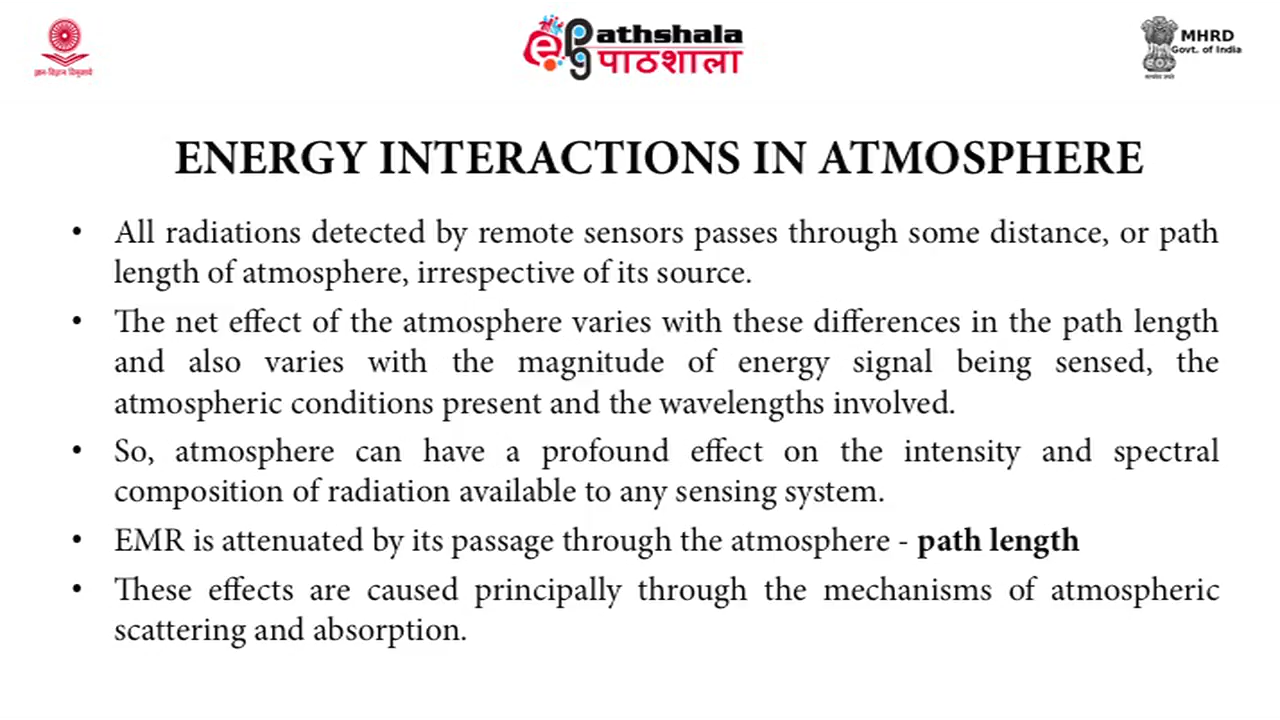 ज्ञान-विज्ञान विमुक्तये
ePathshala
पाठशाला
MHRD
Govt. of India
सत्यमेव जयते
ENERGY INTERACTIONS IN ATMOSPHERE
• All radiations detected by remote sensors passes through some distance, or path
length of atmosphere, irrespective of its source.
• The net effect of the atmosphere varies with these differences in the path length
and also varies with the magnitude of energy signal being sensed, the
atmospheric conditions present and the wavelengths involved.
• So, atmosphere can have a profound effect on the intensity and spectral
composition of radiation available to any sensing system.
• EMR is attenuated by its passage through the atmosphere - path length
• These effects are caused principally through the mechanisms of atmospheric
scattering and absorption.